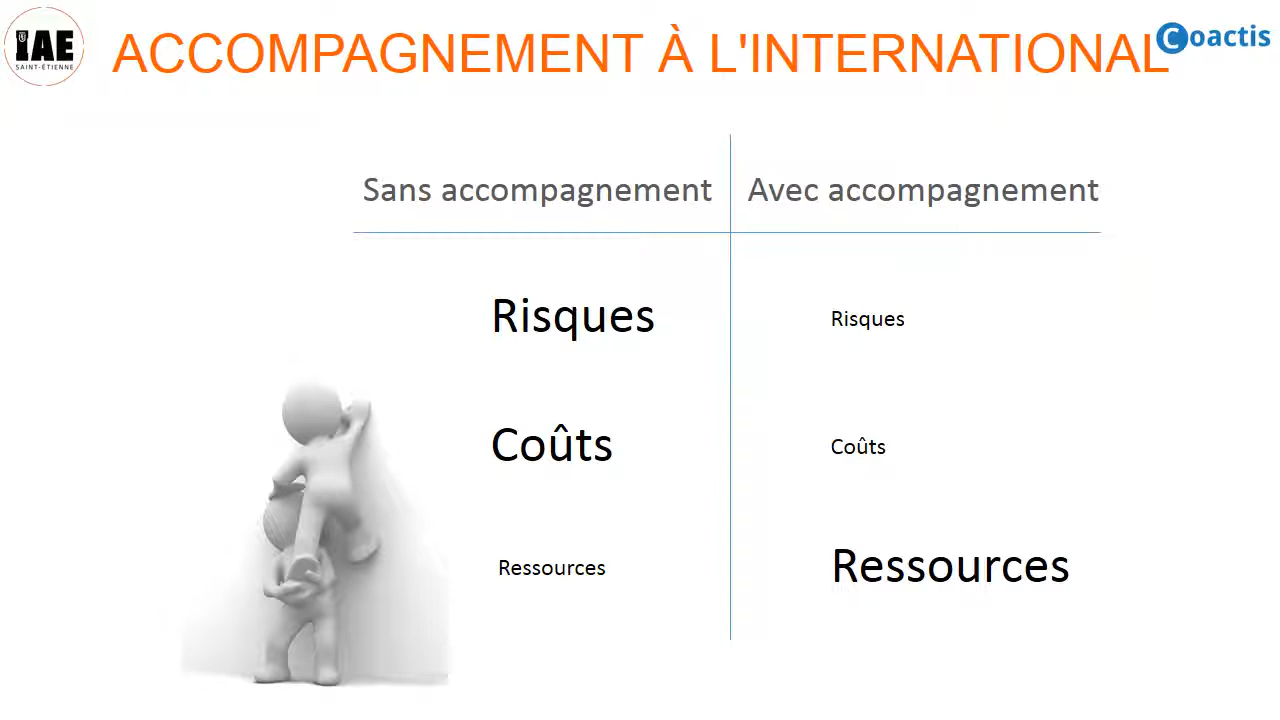 IAE
SAINT-ÉTIENNE
ACCOMPAGNEMENT À L'INTERNATIONAL
Coactis
Sans accompagnement
Avec accompagnement
Risques
Risques
Coûts
Coûts
Ressources
Ressources